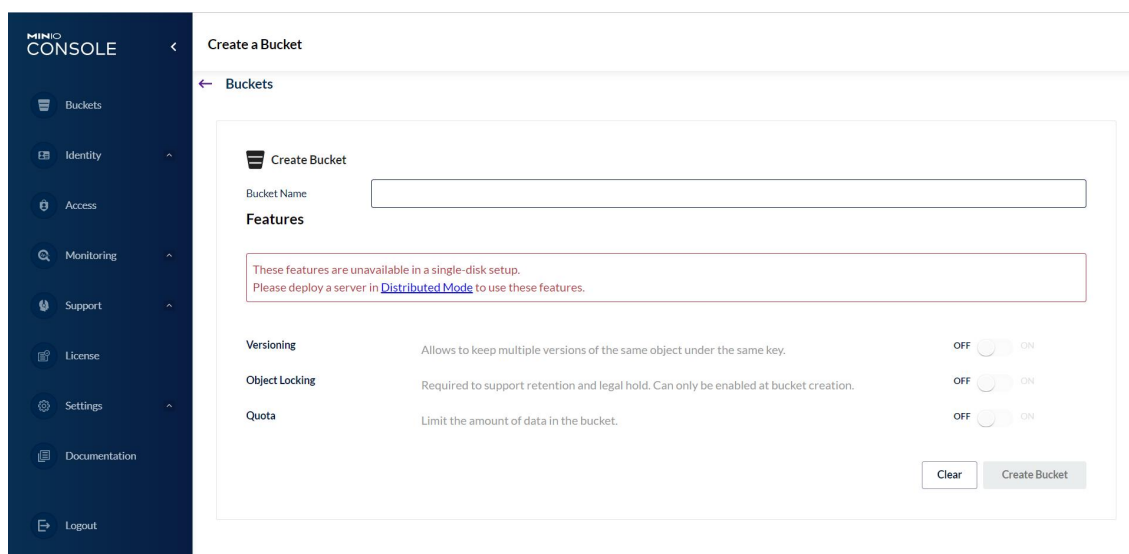 MINIO
CONSOLE
Create a Bucket
Buckets
Buckets
Identity
Access
Monitoring
Support
License
Settings
Documentation
Logout
Create Bucket
Bucket Name
Features
These features are unavailable in a single-disk setup.
Please deploy a server in Distributed Mode to use these features.
Versioning Allows to keep multiple versions of the same object under the same key. OFF ON
Object Locking Required to support retention and legal hold. Can only be enabled at bucket creation. OFF ON
Quota Limit the amount of data in the bucket. OFF ON
Clear Create Bucket